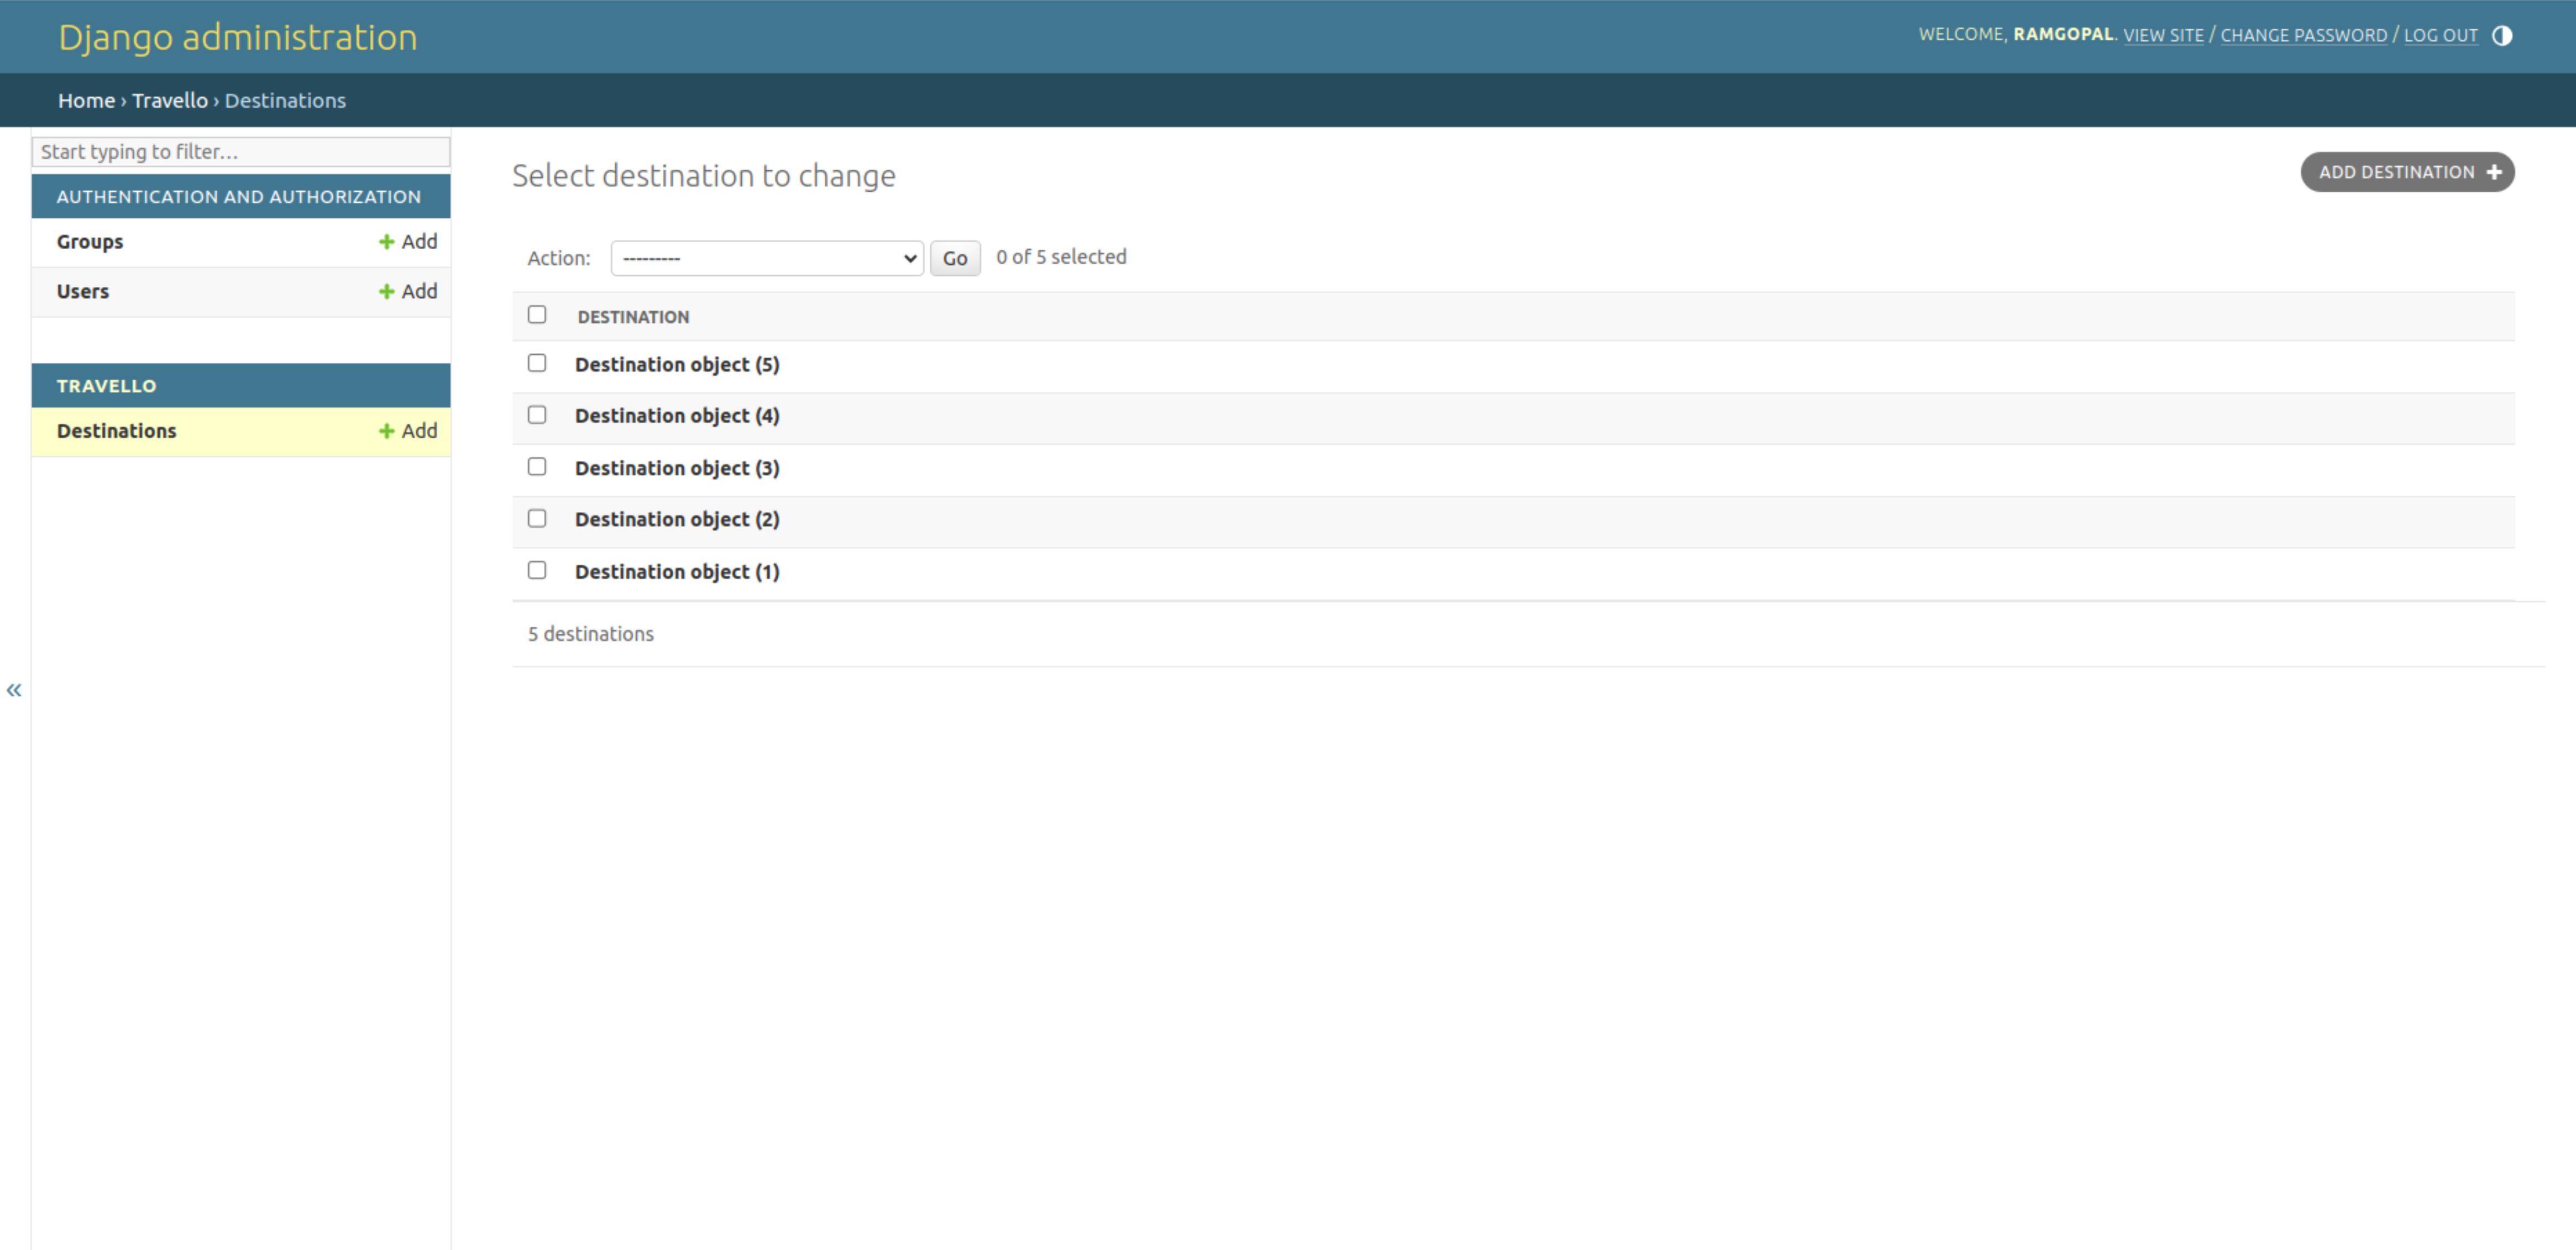 Django administration
WELCOME, RAMGOPAL. VIEW SITE / CHANGE PASSWORD / LOG OUT
Home › Travello › Destinations
Start typing to filter...
AUTHENTICATION AND AUTHORIZATION
Groups + Add
Users + Add
TRAVELLO
Destinations + Add
«
Select destination to change
ADD DESTINATION +
Action: --------- Go 0 of 5 selected
DESTINATION
Destination object (5)
Destination object (4)
Destination object (3)
Destination object (2)
Destination object (1)
5 destinations